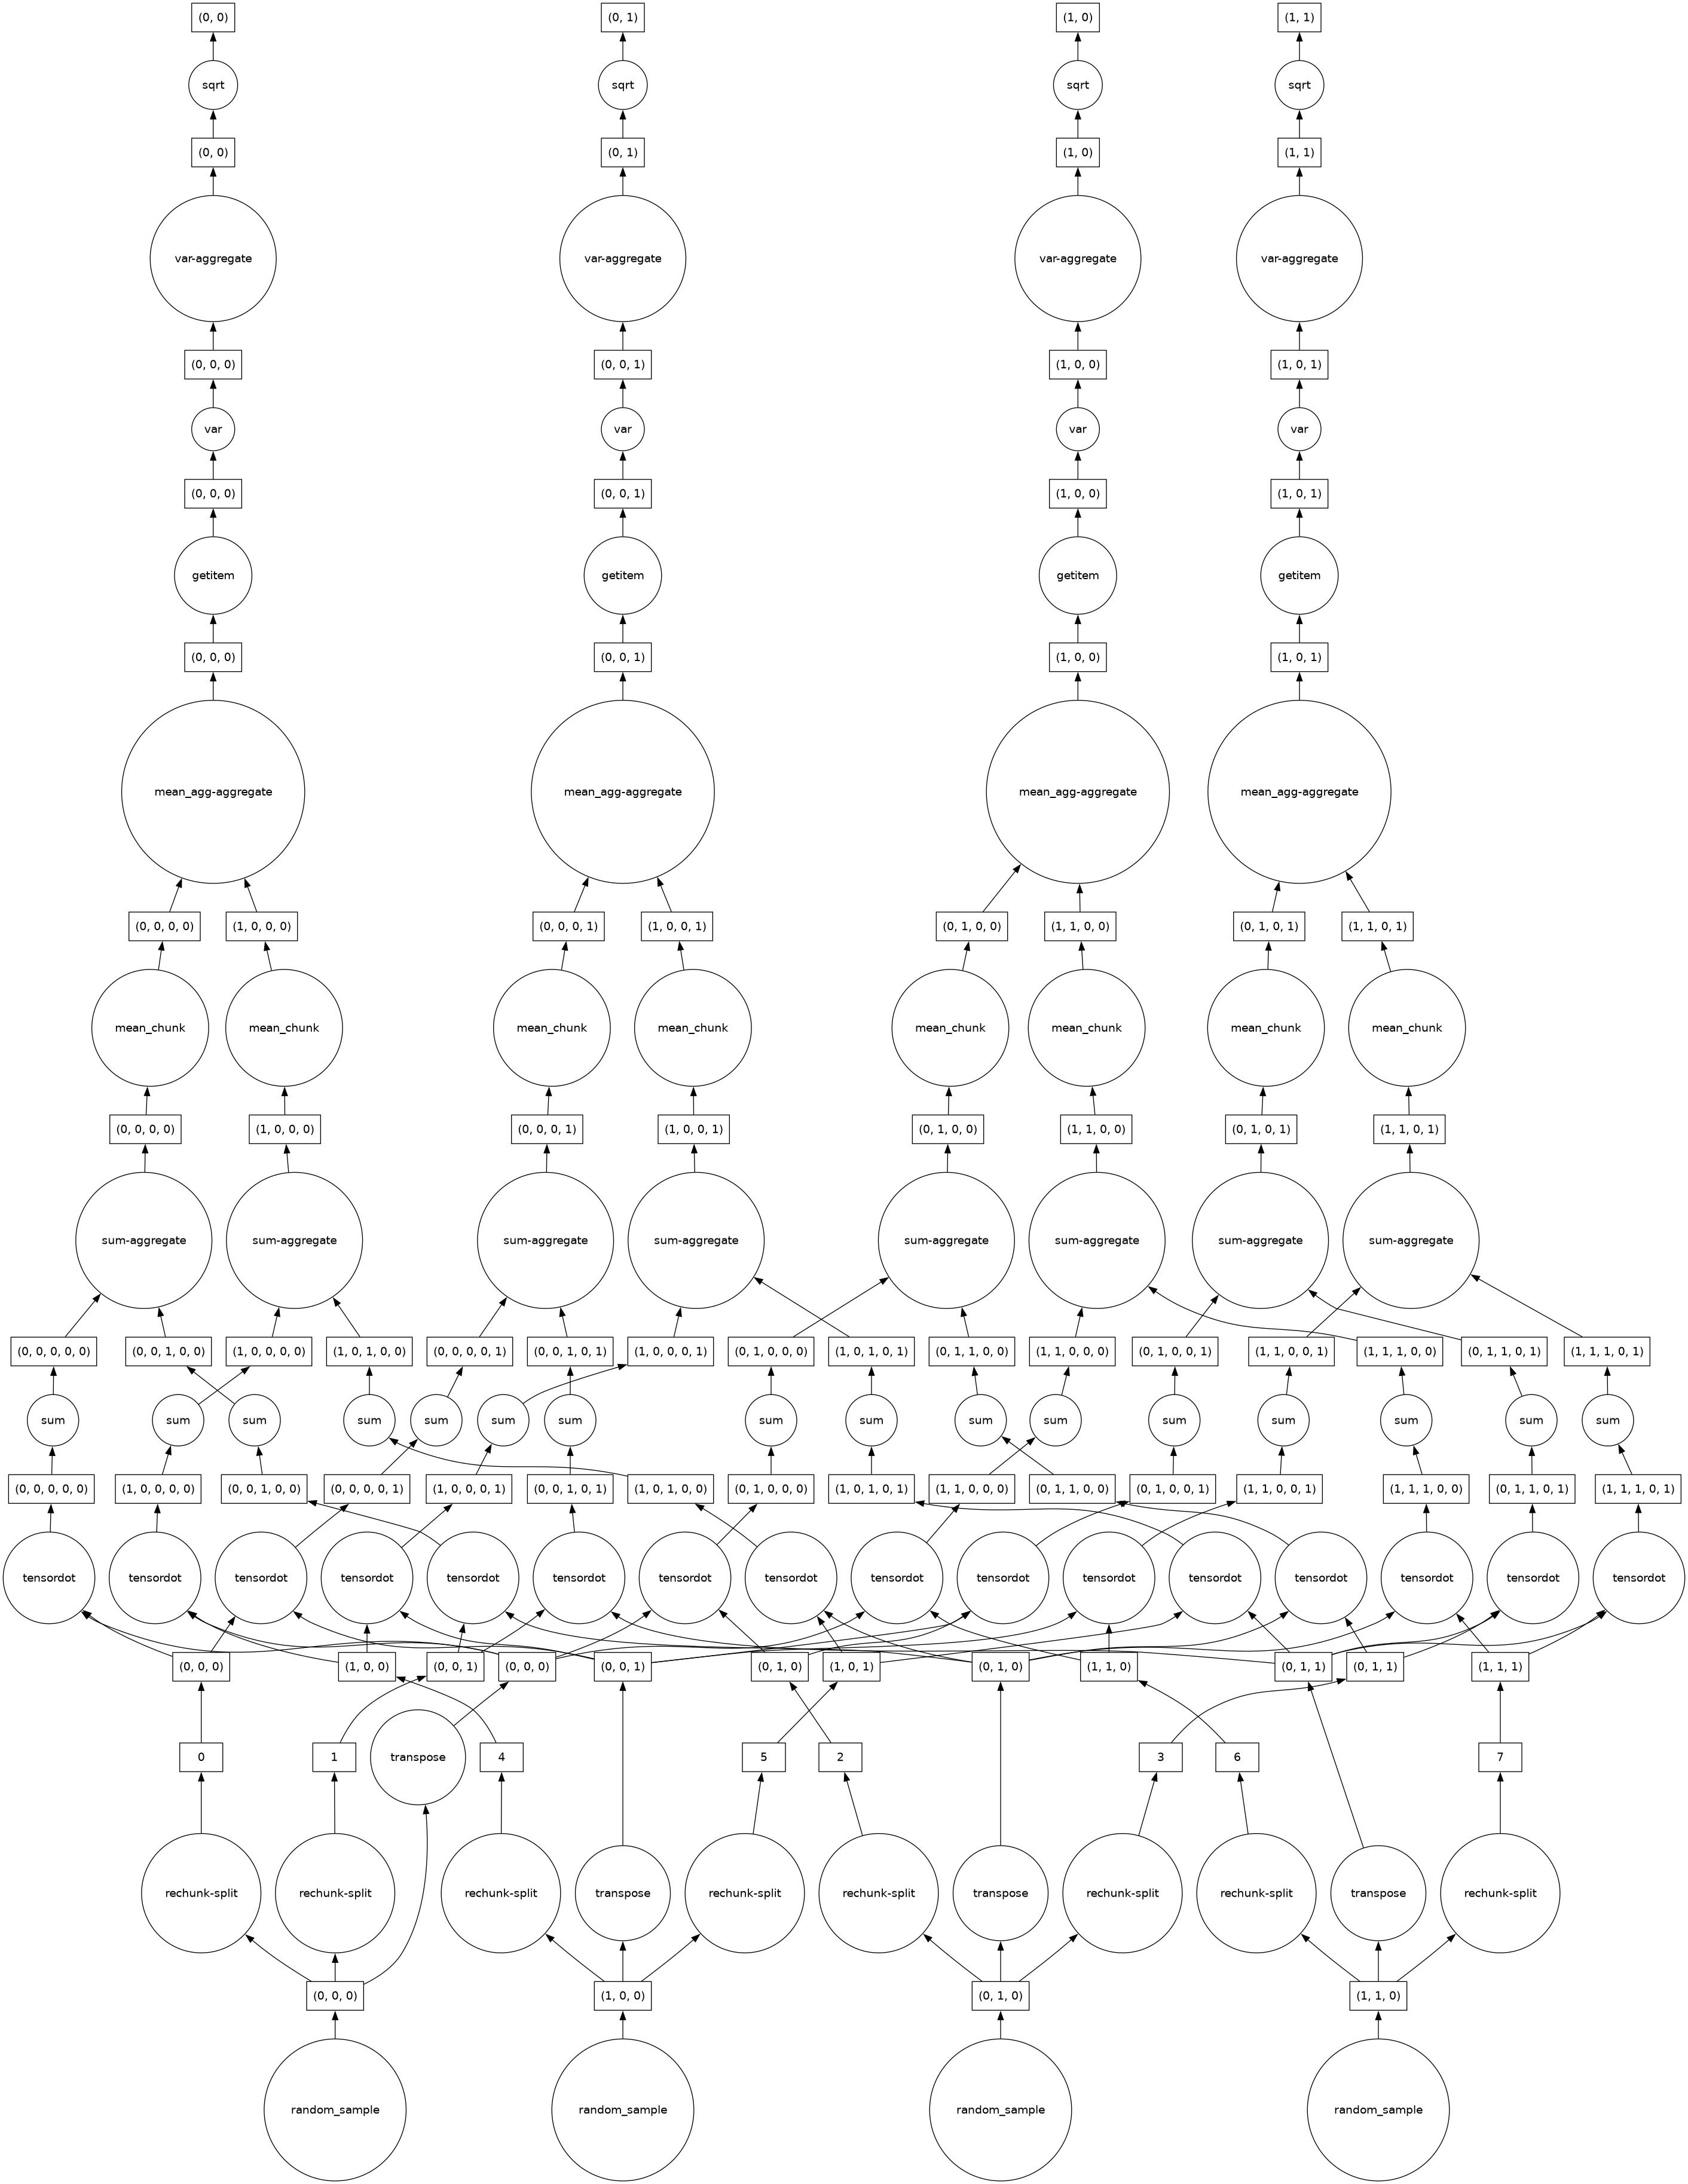 (0, 0) (0, 1) (1, 0) (1, 1)
sqrt sqrt sqrt sqrt
(0, 0) (0, 1) (1, 0) (1, 1)
var-aggregate var-aggregate var-aggregate var-aggregate
(0, 0, 0) (0, 0, 1) (1, 0, 0) (1, 0, 1)
var var var var
(0, 0, 0) (0, 0, 1) (1, 0, 0) (1, 0, 1)
getitem getitem getitem getitem
(0, 0, 0) (0, 0, 1) (1, 0, 0) (1, 0, 1)
mean_agg-aggregate mean_agg-aggregate mean_agg-aggregate mean_agg-aggregate
(0, 0, 0, 0) (1, 0, 0, 0) (0, 0, 0, 1) (1, 0, 0, 1) (0, 1, 0, 0) (1, 1, 0, 0) (0, 1, 0, 1) (1, 1, 0, 1)
mean_chunk mean_chunk mean_chunk mean_chunk mean_chunk mean_chunk mean_chunk mean_chunk
(0, 0, 0, 0) (1, 0, 0, 0) (0, 0, 0, 1) (1, 0, 0, 1) (0, 1, 0, 0) (1, 1, 0, 0) (0, 1, 0, 1) (1, 1, 0, 1)
sum-aggregate sum-aggregate sum-aggregate sum-aggregate sum-aggregate sum-aggregate sum-aggregate sum-aggregate
(0, 0, 0, 0, 0) (0, 0, 1, 0, 0) (1, 0, 0, 0, 0) (1, 0, 1, 0, 0) (0, 0, 0, 0, 1) (0, 0, 1, 0, 1) (1, 0, 0, 0, 1) (0, 1, 0, 0, 0) (1, 0, 1, 0, 1) (0, 1, 1, 0, 0) (1, 1, 0, 0, 0) (0, 1, 0, 0, 1) (1, 1, 0, 0, 1) (1, 1, 1, 0, 0) (0, 1, 1, 0, 1) (1, 1, 1, 0, 1)
sum sum sum sum sum sum sum sum sum sum sum sum sum sum sum sum
(0, 0, 0, 0, 0) (1, 0, 0, 0, 0) (0, 0, 1, 0, 0) (0, 0, 0, 0, 1) (1, 0, 0, 0, 1) (0, 0, 1, 0, 1) (1, 0, 1, 0, 0) (0, 1, 0, 0, 0) (1, 0, 1, 0, 1) (1, 1, 0, 0, 0) (0, 1, 1, 0, 0) (0, 1, 0, 0, 1) (1, 1, 0, 0, 1) (1, 1, 1, 0, 0) (0, 1, 1, 0, 1) (1, 1, 1, 0, 1)
tensordot tensordot tensordot tensordot tensordot tensordot tensordot tensordot tensordot tensordot tensordot tensordot tensordot tensordot tensordot tensordot
(0, 0, 0) (1, 0, 0) (0, 0, 1) (0, 0, 0) (0, 0, 1) (0, 1, 0) (1, 0, 1) (0, 1, 0) (1, 1, 0) (0, 1, 1) (0, 1, 1) (1, 1, 1)
0 1 transpose 4 5 2 3 6 7
rechunk-split rechunk-split rechunk-split transpose rechunk-split rechunk-split transpose rechunk-split rechunk-split transpose rechunk-split
(0, 0, 0) (1, 0, 0) (0, 1, 0) (1, 1, 0)
random_sample random_sample random_sample random_sample